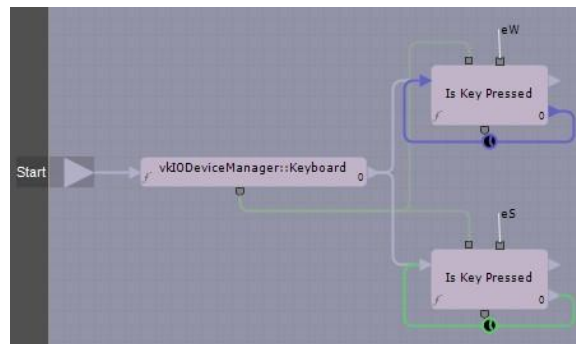 eW
Is Key Pressed
f
0
Start
vkIODeviceManager::Keyboard
f
0
eS
Is Key Pressed
f
0